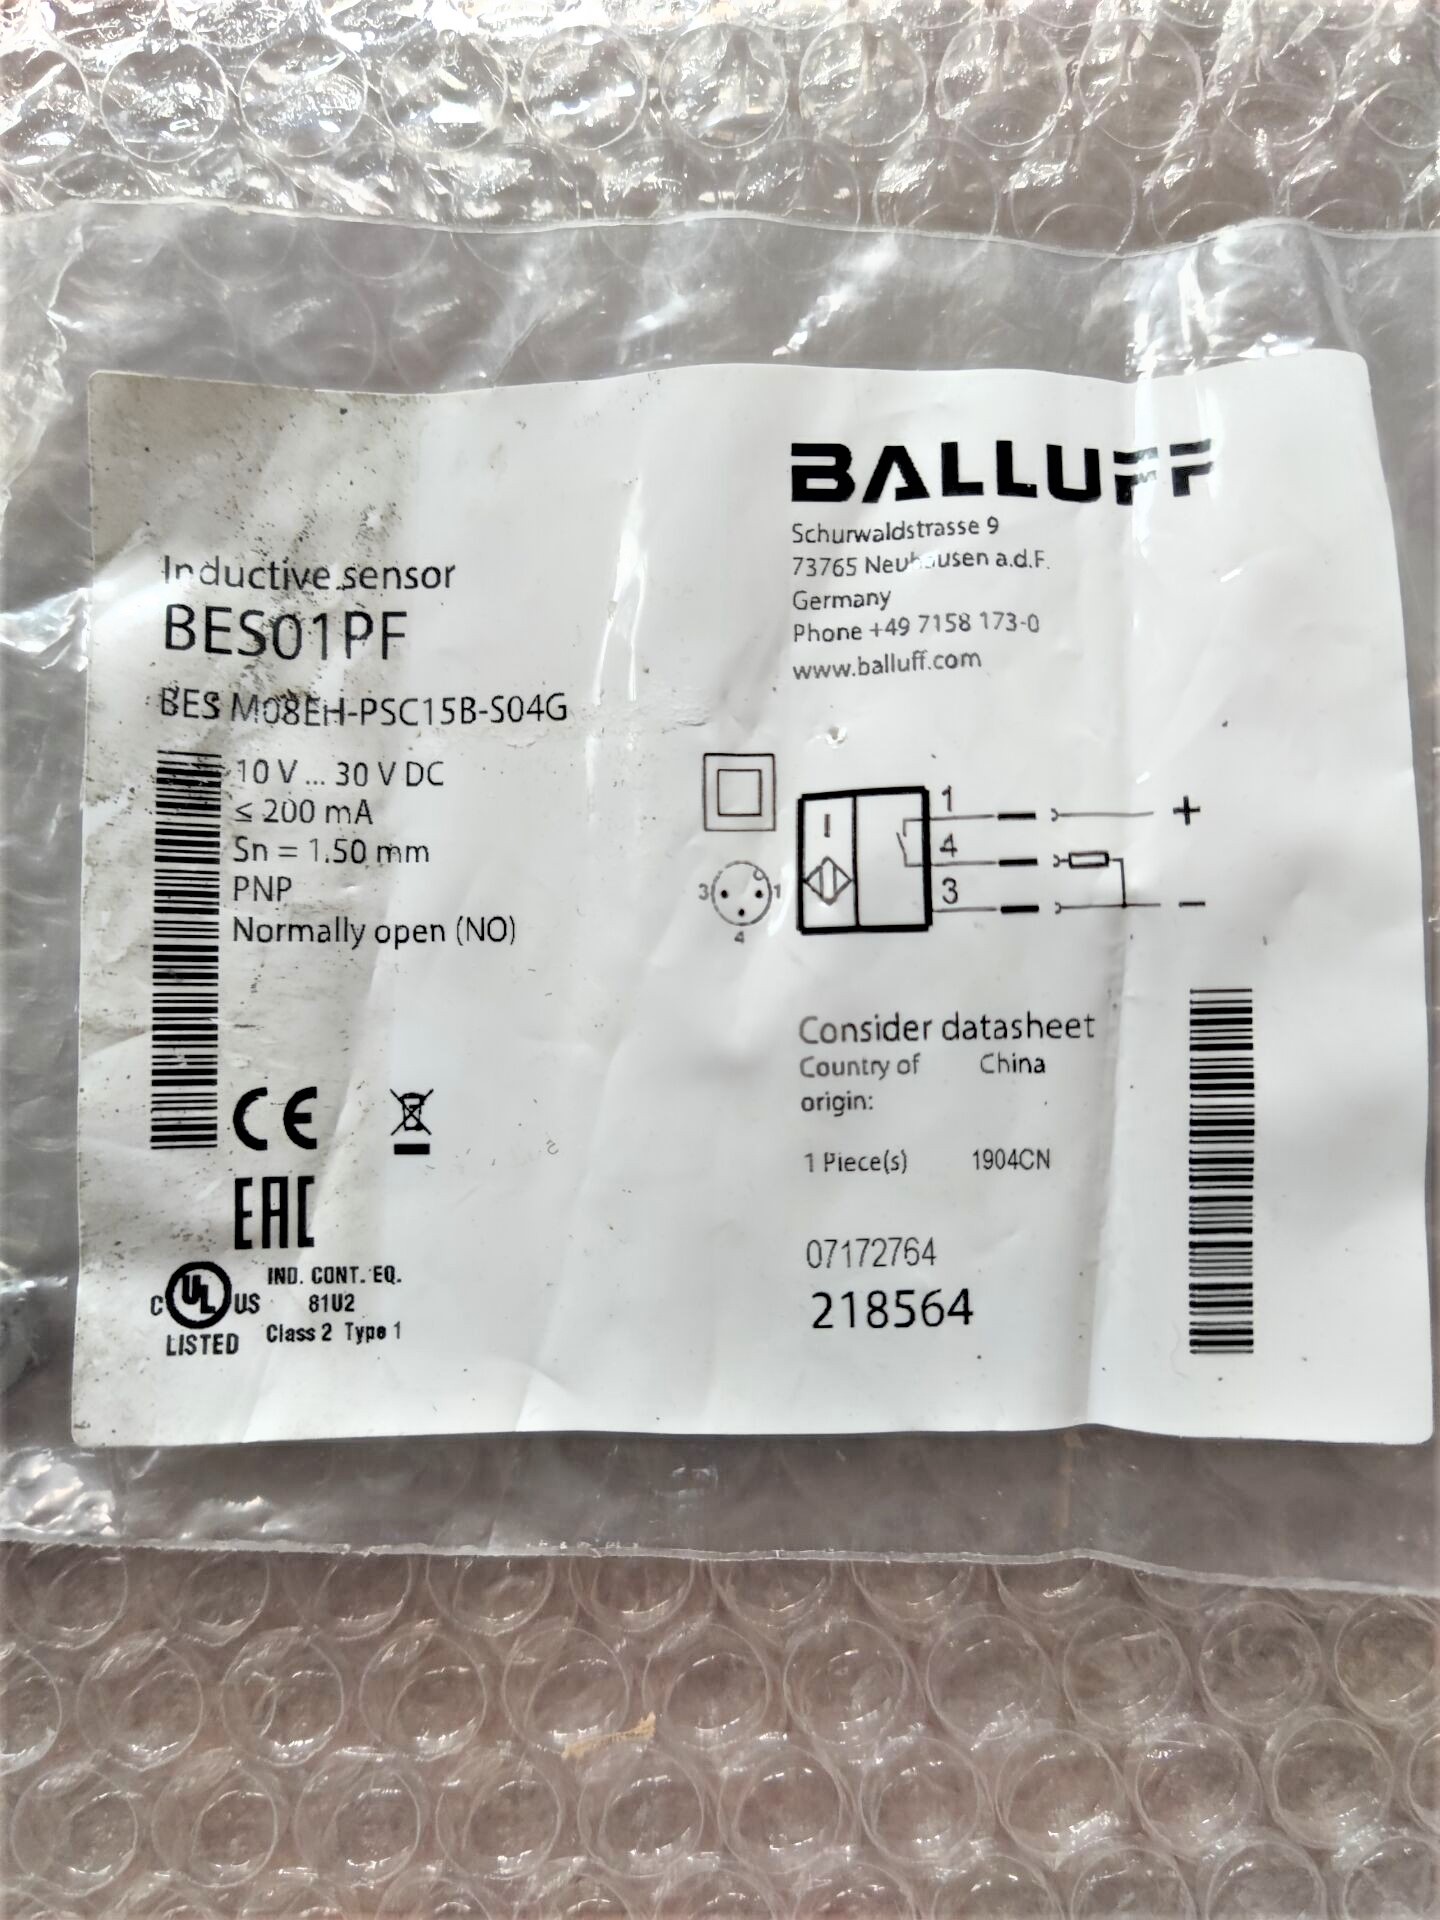 BALLUFF
Schurwaldstrasse 9
73765 Neuhausen a.d.F.
Germany
Phone +49 7158 173-0
www.balluff.com
Inductive sensor
BES01PF
BES M08EH-PSC15B-S04G
10 V ... 30 V DC
≤ 200 mA
Sn = 1.50 mm
PNP
Normally open (NO)
1
+
4
3
-
3 1
4
Consider datasheet
Country of China
origin:
1 Piece(s) 1904CN
07172764
218564
CE
EAC
C UL US
LISTED
IND. CONT. EQ.
81U2
Class 2 Type 1